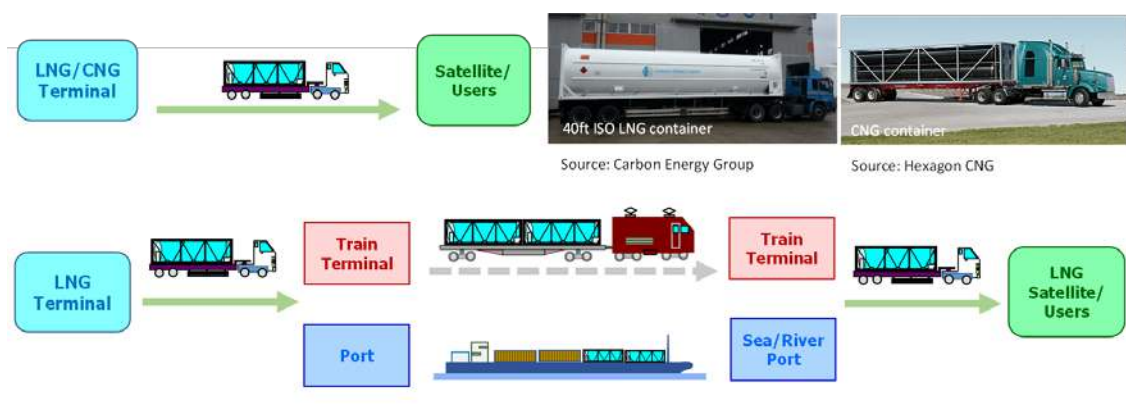 LNG/CNG
Terminal
Satellite/
Users
40ft ISO LNG container
CNG container
Source: Carbon Energy Group
Source: Hexagon CNG
LNG
Terminal
Train
Terminal
Train
Terminal
LNG
Satellite/
Users
Port
Sea/River
Port